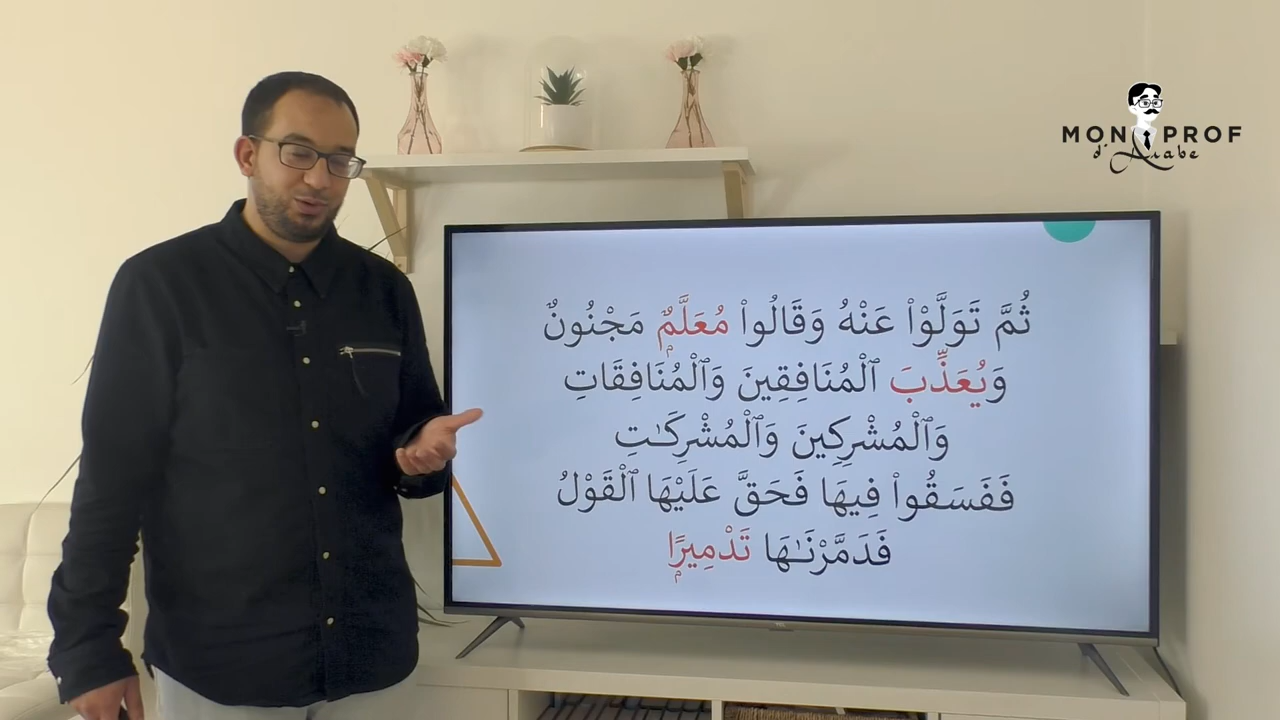 MON PROF
d'Arabe
ثُمَّ تَوَلَّوْا۟ عَنْهُ وَقَالُوا۟ مُعَلَّمٌۭ مَجْنُونٌ
وَيُعَذِّبَ ٱلْمُنَافِقِينَ وَٱلْمُنَافِقَاتِ
وَٱلْمُشْرِكِينَ وَٱلْمُشْرِكَـٰتِ
فَفَسَقُوا۟ فِيهَا فَحَقَّ عَلَيْهَا ٱلْقَوْلُ
فَدَمَّرْنَـٰهَا تَدْمِيرًۭا